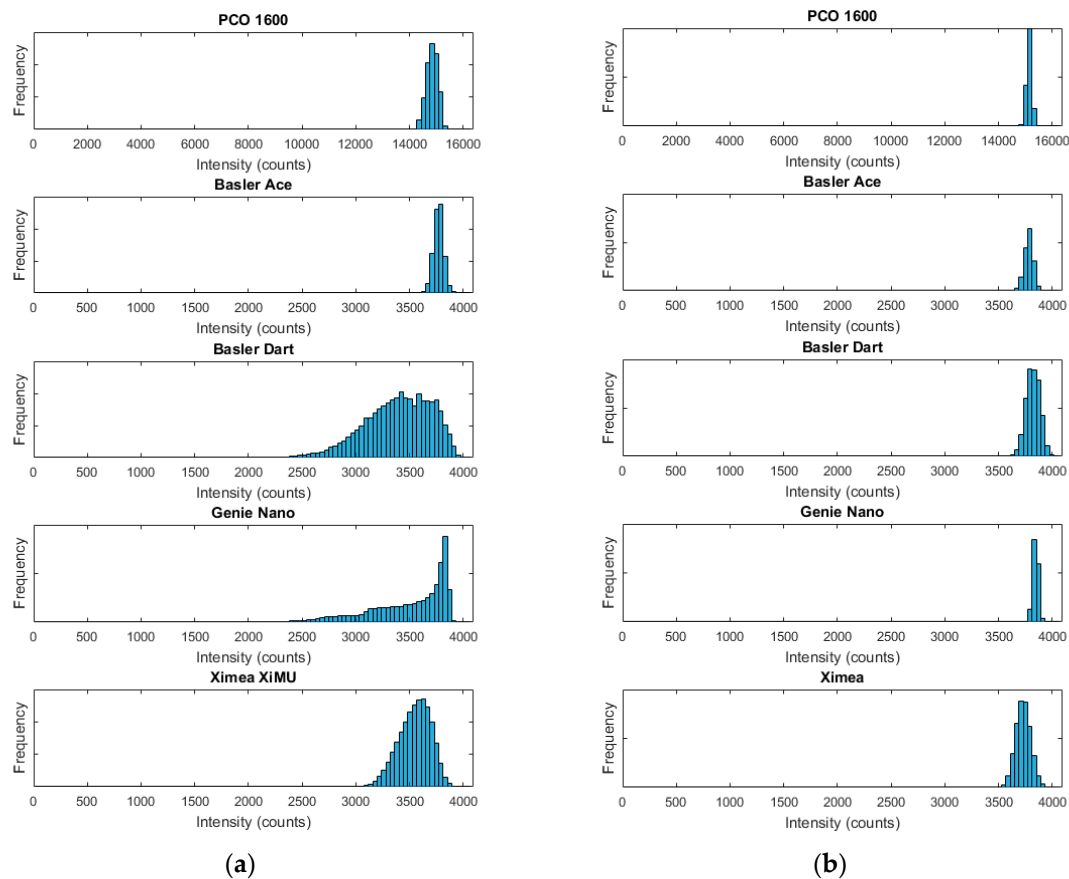 PCO 1600
Frequency
0 2000 4000 6000 8000 10000 12000 14000 16000
Intensity (counts)
Basler Ace
Frequency
0 500 1000 1500 2000 2500 3000 3500 4000
Intensity (counts)
Basler Dart
Frequency
0 500 1000 1500 2000 2500 3000 3500 4000
Intensity (counts)
Genie Nano
Frequency
0 500 1000 1500 2000 2500 3000 3500 4000
Intensity (counts)
Ximea XiMU
Frequency
0 500 1000 1500 2000 2500 3000 3500 4000
Intensity (counts)
(a)
PCO 1600
Frequency
0 2000 4000 6000 8000 10000 12000 14000 16000
Intensity (counts)
Basler Ace
Frequency
0 500 1000 1500 2000 2500 3000 3500 4000
Intensity (counts)
Basler Dart
Frequency
0 500 1000 1500 2000 2500 3000 3500 4000
Intensity (counts)
Genie Nano
Frequency
0 500 1000 1500 2000 2500 3000 3500 4000
Intensity (counts)
Ximea
Frequency
0 500 1000 1500 2000 2500 3000 3500 4000
Intensity (counts)
(b)